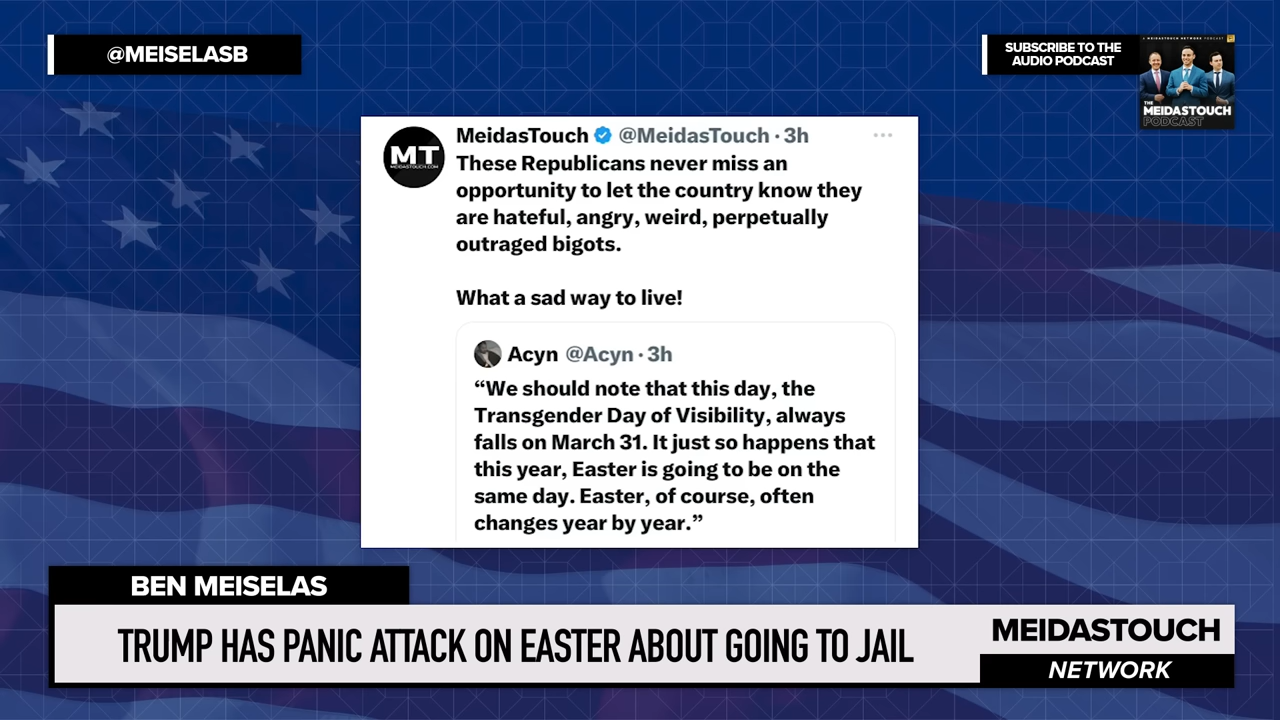 @MEISELASB
SUBSCRIBE TO THE
AUDIO PODCAST
THE
MEIDASTOUCH
PODCAST
MT
MeidasTouch @MeidasTouch · 3h
These Republicans never miss an
opportunity to let the country know they
are hateful, angry, weird, perpetually
outraged bigots.
What a sad way to live!
Acyn @Acyn · 3h
“We should note that this day, the
Transgender Day of Visibility, always
falls on March 31. It just so happens that
this year, Easter is going to be on the
same day. Easter, of course, often
changes year by year.”
BEN MEISELAS
TRUMP HAS PANIC ATTACK ON EASTER ABOUT GOING TO JAIL
MEIDASTOUCH
NETWORK